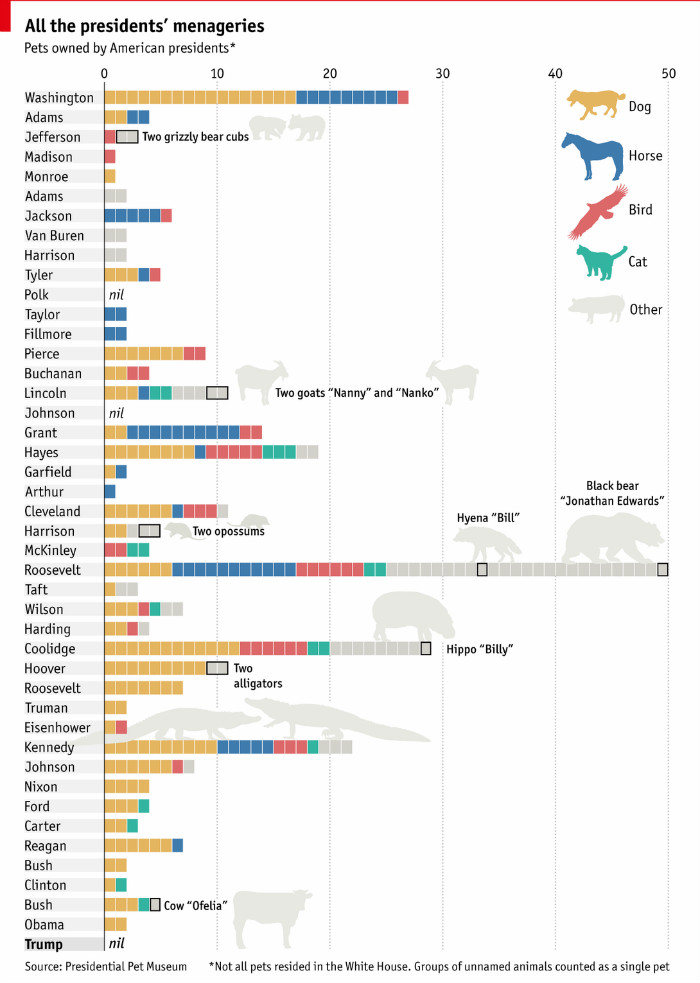 All the presidents' menageries
Pets owned by American presidents*
0 10 20 30 40 50
Washington
Adams
Jefferson
Two grizzly bear cubs
Madison
Monroe
Adams
Jackson
Van Buren
Harrison
Tyler
Polk
nil
Taylor
Fillmore
Pierce
Buchanan
Lincoln
Two goats “Nanny” and “Nanko”
Johnson
nil
Grant
Hayes
Garfield
Arthur
Cleveland
Harrison
Two opossums
McKinley
Roosevelt
Hyena “Bill”
Black bear
“Jonathan Edwards”
Taft
Wilson
Harding
Coolidge
Hippo “Billy”
Hoover
Two
alligators
Roosevelt
Truman
Eisenhower
Kennedy
Johnson
Nixon
Ford
Carter
Reagan
Bush
Clinton
Bush
Cow “Ofelia”
Obama
Trump
nil
Dog
Horse
Bird
Cat
Other
Source: Presidential Pet Museum
*Not all pets resided in the White House. Groups of unnamed animals counted as a single pet